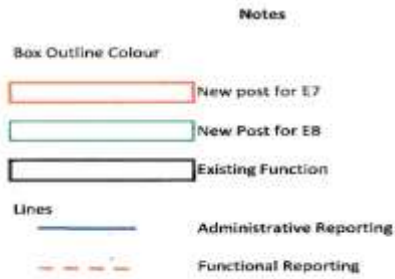 Notes
Box Outline Colour
New post for E7
New Post for E8
Existing Function
Lines
Administrative Reporting
Functional Reporting